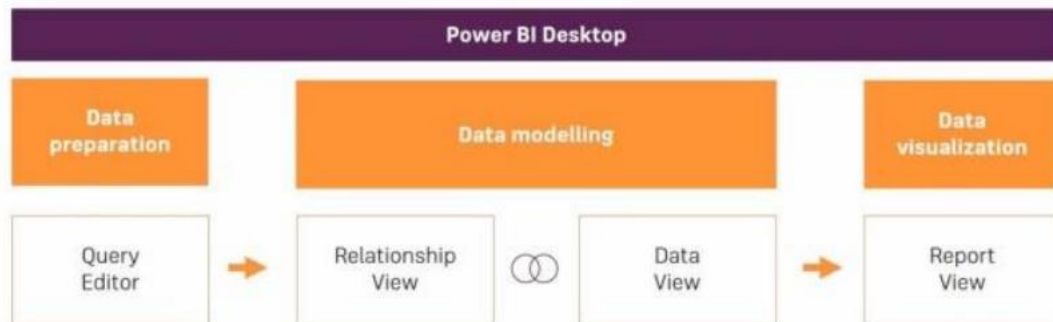 Power BI Desktop
Data
preparation
Data modelling
Data
visualization
Query
Editor
Relationship
View
Data
View
Report
View